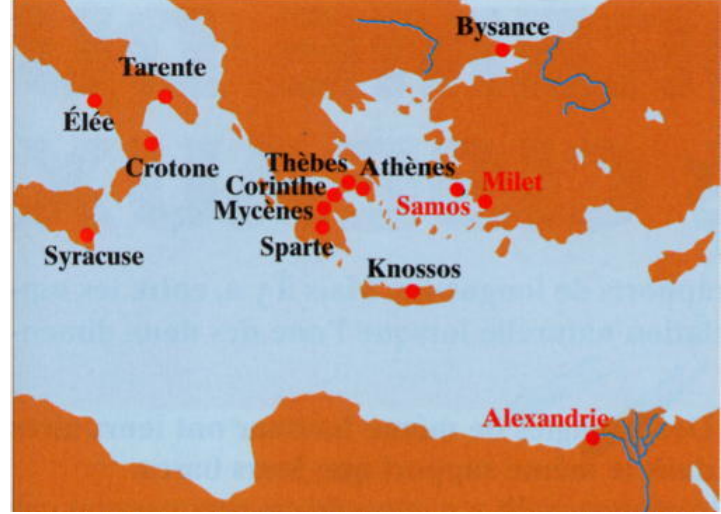 Bysance
Tarente
Élée
Crotone
Thèbes
Athènes
Corinthe
Milet
Mycènes
Samos
Sparte
Syracuse
Knossos
Alexandrie